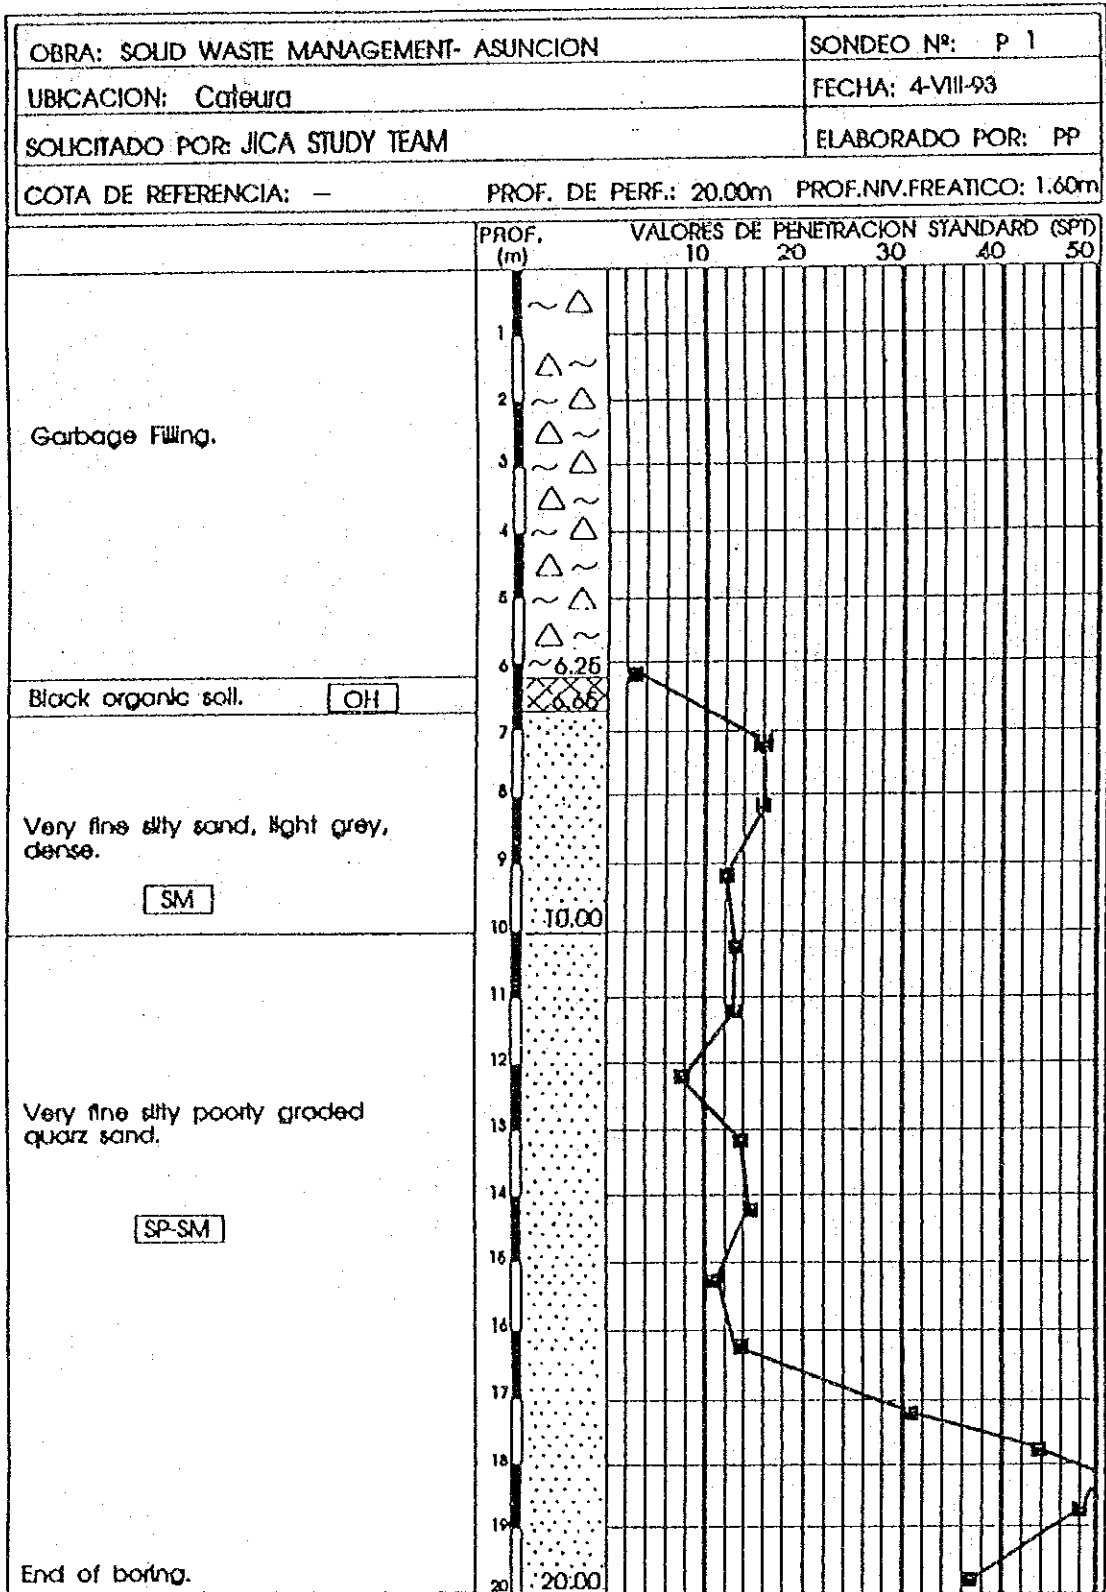 OBRA: SOLID WASTE MANAGEMENT- ASUNCION
SONDEO Nº: P 1
UBICACION: Cateura
FECHA: 4-VIII-93
SOLICITADO POR: JICA STUDY TEAM
ELABORADO POR: PP
COTA DE REFERENCIA: —
PROF. DE PERF.: 20.00m
PROF.NIV.FREATICO: 1.60m
PROF. (m)
VALORES DE PENETRACION STANDARD (SPT)
10 20 30 40 50
1
2
Garbage Filling.
3
4
5
6
6.25
Black organic soil. OH
6.65
7
8
Very fine silty sand, light grey,
dense.
9
SM
10.00
10
11
12
Very fine silty poorly graded
quarz sand.
13
14
SP-SM
15
16
17
18
19
End of boring.
20
20.00